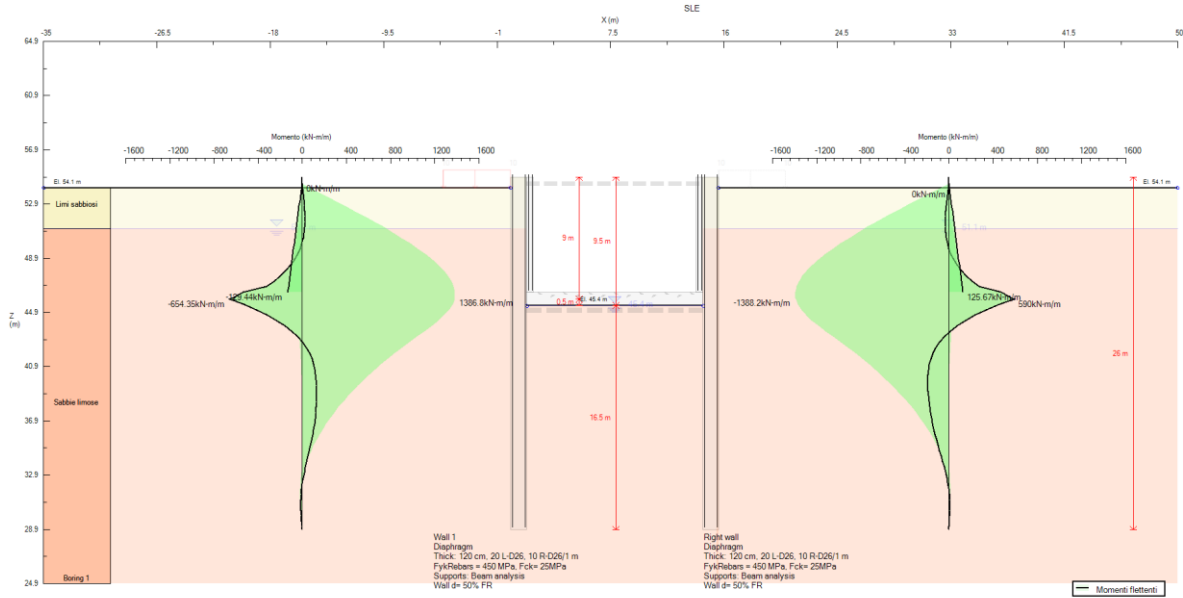 SLE
X (m)
-35 -26.5 -18 -9.5 -1 7.5 16 24.5 33 41.5 50
64.9
60.9
56.9
52.9
48.9
44.9
40.9
36.9
32.9
28.9
24.9
Z
(m)
Momento (kN-m/m)
-1600 -800 -400 0 400 800 1200 1600
Momento (kN-m/m)
-1600 -800 -400 0 400 800 1200 1600
El. 54.1 m
El. 54.1 m
0kN-m/m
0kN-m/m
Limi sabbiosi
Sabbie limose
Boring 1
-654.35kN-m/m
1386.8kN-m/m
-1388.2kN-m/m
125.67kN-m/m
590kN-m/m
9 m
9.5 m
0.5 m
16.5 m
26 m
Wall 1
Diaphragm
Thick: 120 cm, 20 L-D26, 10 R-D26/1 m
FykRebars = 450 MPa, Fck= 25MPa
Supports: Beam analysis
Wall d= 50% FR
Right wall
Diaphragm
Thick: 120 cm, 20 L-D26, 10 R-D26/1 m
FykRebars = 450 MPa, Fck= 25MPa
Supports: Beam analysis
Wall d= 50% FR
Momenti flettenti